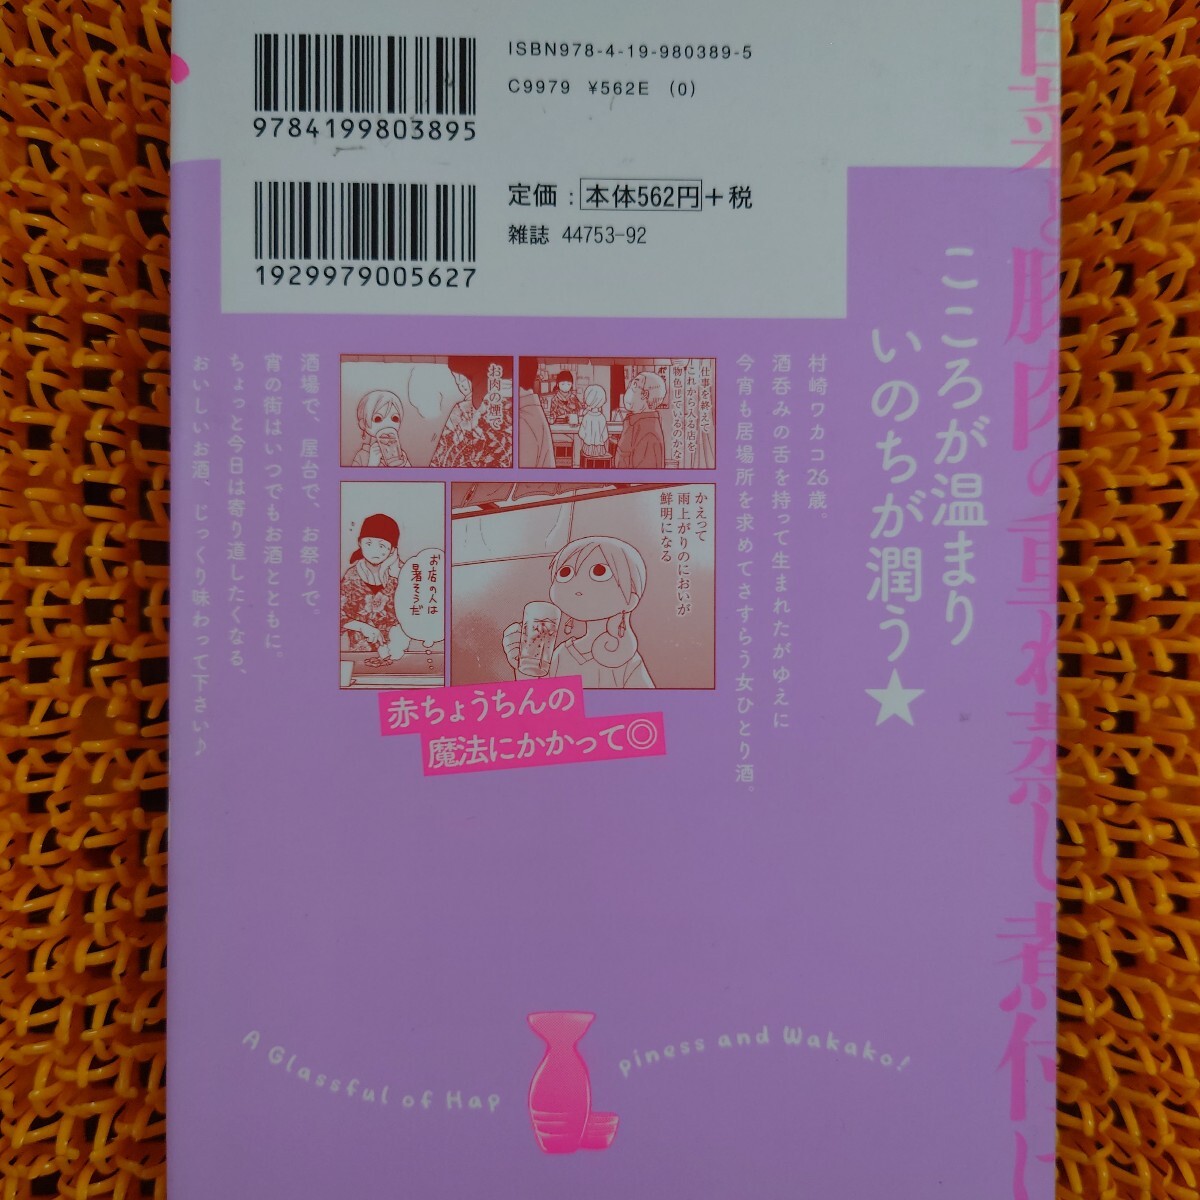 ISBN978-4-19-980389-5
C9979 ¥562E (0)
9784199803895
定価：本体562円+税
雑誌 44753-92
1929979005627
こころが温まり
いのちが潤う★
村崎ワカコ26歳。
酒呑みの舌を持って生まれたがゆえに
今宵も居場所を求めてさすらう女ひとり酒。
仕事を終えて
これから入る店を
物色しているのかな
お肉の煙で
かえって
雨上がりのにおいが
鮮明になる
お店の人は
暑そうだ
赤ちょうちんの
魔法にかかって◎
酒場で、屋台で、お祭りで。
宵の街はいつでもお酒とともに。
ちょっと今日は寄り道したくなる、
おいしいお酒、じっくり味わって下さい♪
A Glassful of Happiness and Wakako!
豚肉の重ね蒸し 煮付け